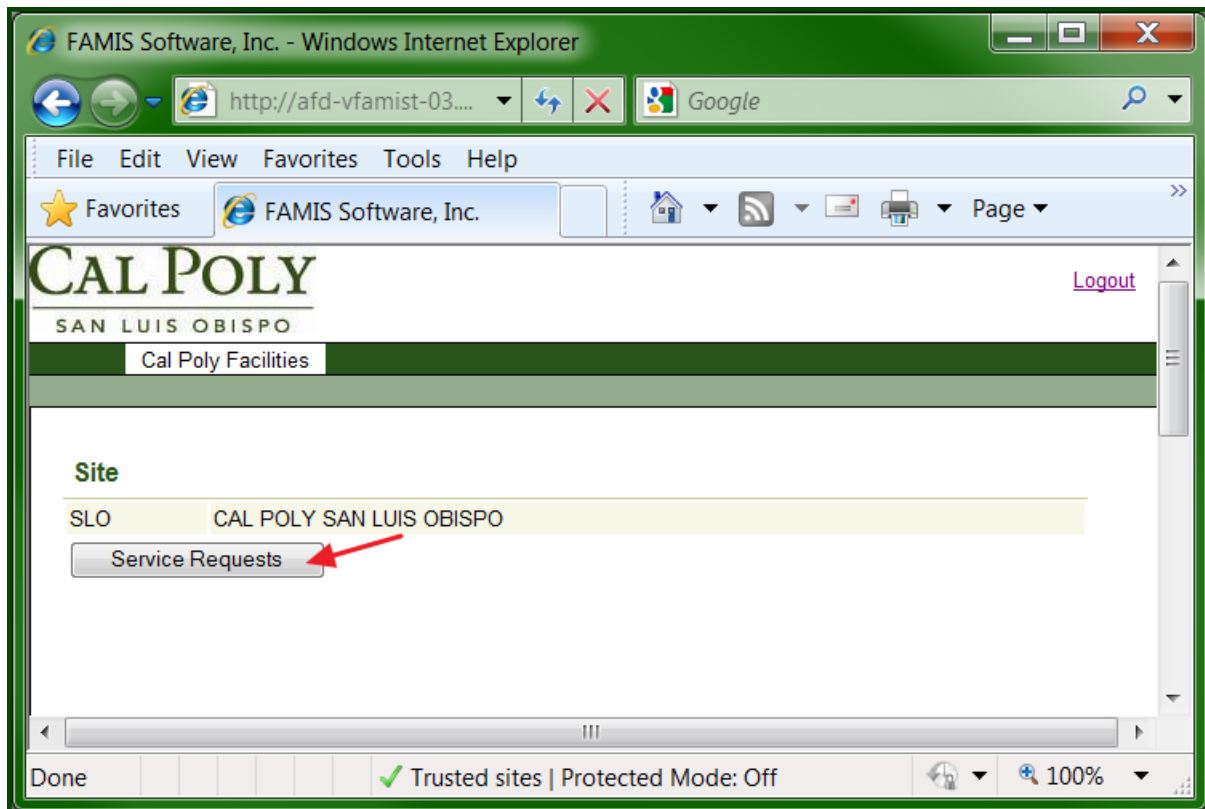 FAMIS Software, Inc. - Windows Internet Explorer
http://afd-vfamist-03.... Google
File Edit View Favorites Tools Help
Favorites FAMIS Software, Inc. Page
CAL POLY
Logout
SAN LUIS OBISPO
Cal Poly Facilities
Site
SLO CAL POLY SAN LUIS OBISPO
Service Requests
Done Trusted sites | Protected Mode: Off 100%